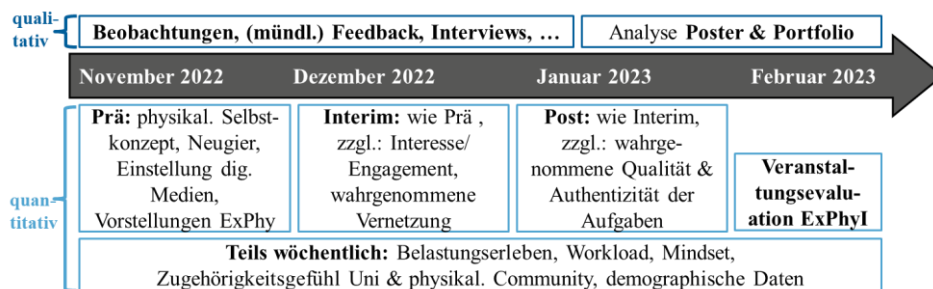 quali-
tativ
Beobachtungen, (mündl.) Feedback, Interviews, …
Analyse Poster & Portfolio
November 2022
Dezember 2022
Januar 2023
Februar 2023
quan-
titativ
Prä: physikal. Selbst-
konzept, Neugier,
Einstellung dig.
Medien,
Vorstellungen ExPhy
Interim: wie Prä ,
zzgl.: Interesse/
Engagement,
wahrgenommene
Vernetzung
Post: wie Interim,
zzgl.: wahrge-
nommene Qualität &
Authentizität der
Aufgaben
Veranstal-
tungsevalu-
ation ExPhyI
Teils wöchentlich: Belastungserleben, Workload, Mindset,
Zugehörigkeitsgefühl Uni & physikal. Community, demographische Daten